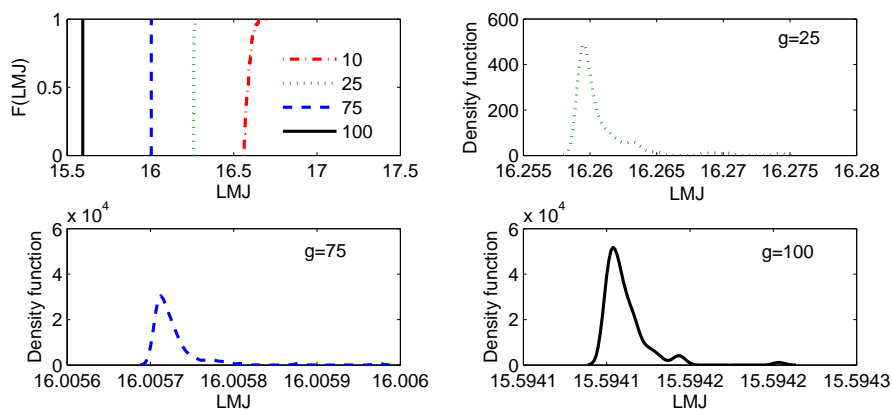 1
0.5
0
F(LMJ)
10
25
75
100
15.5 16 16.5 17 17.5
LMJ
600
400
200
0
Density function
g=25
16.255 16.26 16.265 16.27 16.275 16.28
LMJ
x 10^4
6
4
2
0
Density function
g=75
16.0056 16.0057 16.0058 16.0059 16.006
LMJ
x 10^4
6
4
2
0
Density function
g=100
15.5941 15.5941 15.5942 15.5942 15.5943
LMJ